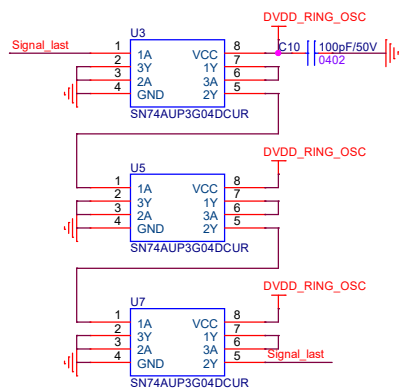 DVDD_RING_OSC
U3
Signal_last
1 1A VCC 8
2 3Y 1Y 7
3 2A 3A 6
4 GND 2Y 5
C10 100pF/50V
0402
SN74AUP3G04DCUR
DVDD_RING_OSC
U5
1 1A VCC 8
2 3Y 1Y 7
3 2A 3A 6
4 GND 2Y 5
SN74AUP3G04DCUR
DVDD_RING_OSC
U7
1 1A VCC 8
2 3Y 1Y 7
3 2A 3A 6
4 GND 2Y 5
Signal_last
SN74AUP3G04DCUR